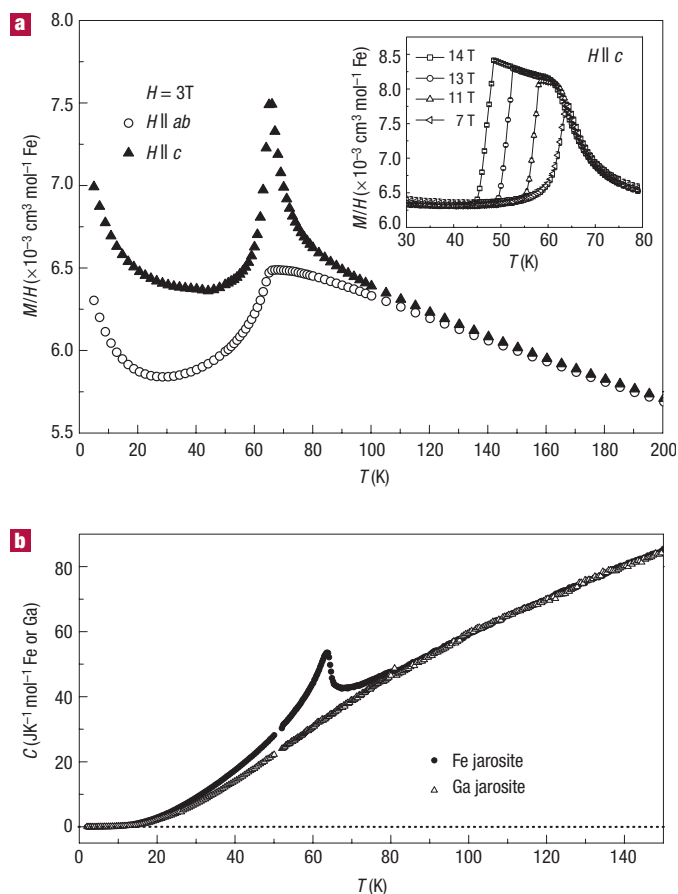 a
8.0
7.5
7.0
6.5
6.0
5.5
M/H (×10⁻³ cm³ mol⁻¹ Fe)
H = 3T
H || ab
H || c
0 20 40 60 80 100 120 140 160 180 200
T (K)
H || c
14 T
13 T
11 T
7 T
8.5
8.0
7.5
7.0
6.5
6.0
M/H (×10⁻³ cm³ mol⁻¹ Fe)
30 40 50 60 70 79
T (K)
b
80
60
40
20
0
C (JK⁻¹ mol⁻¹ Fe or Ga)
Fe jarosite
Ga jarosite
0 20 40 60 80 100 120 140
T (K)